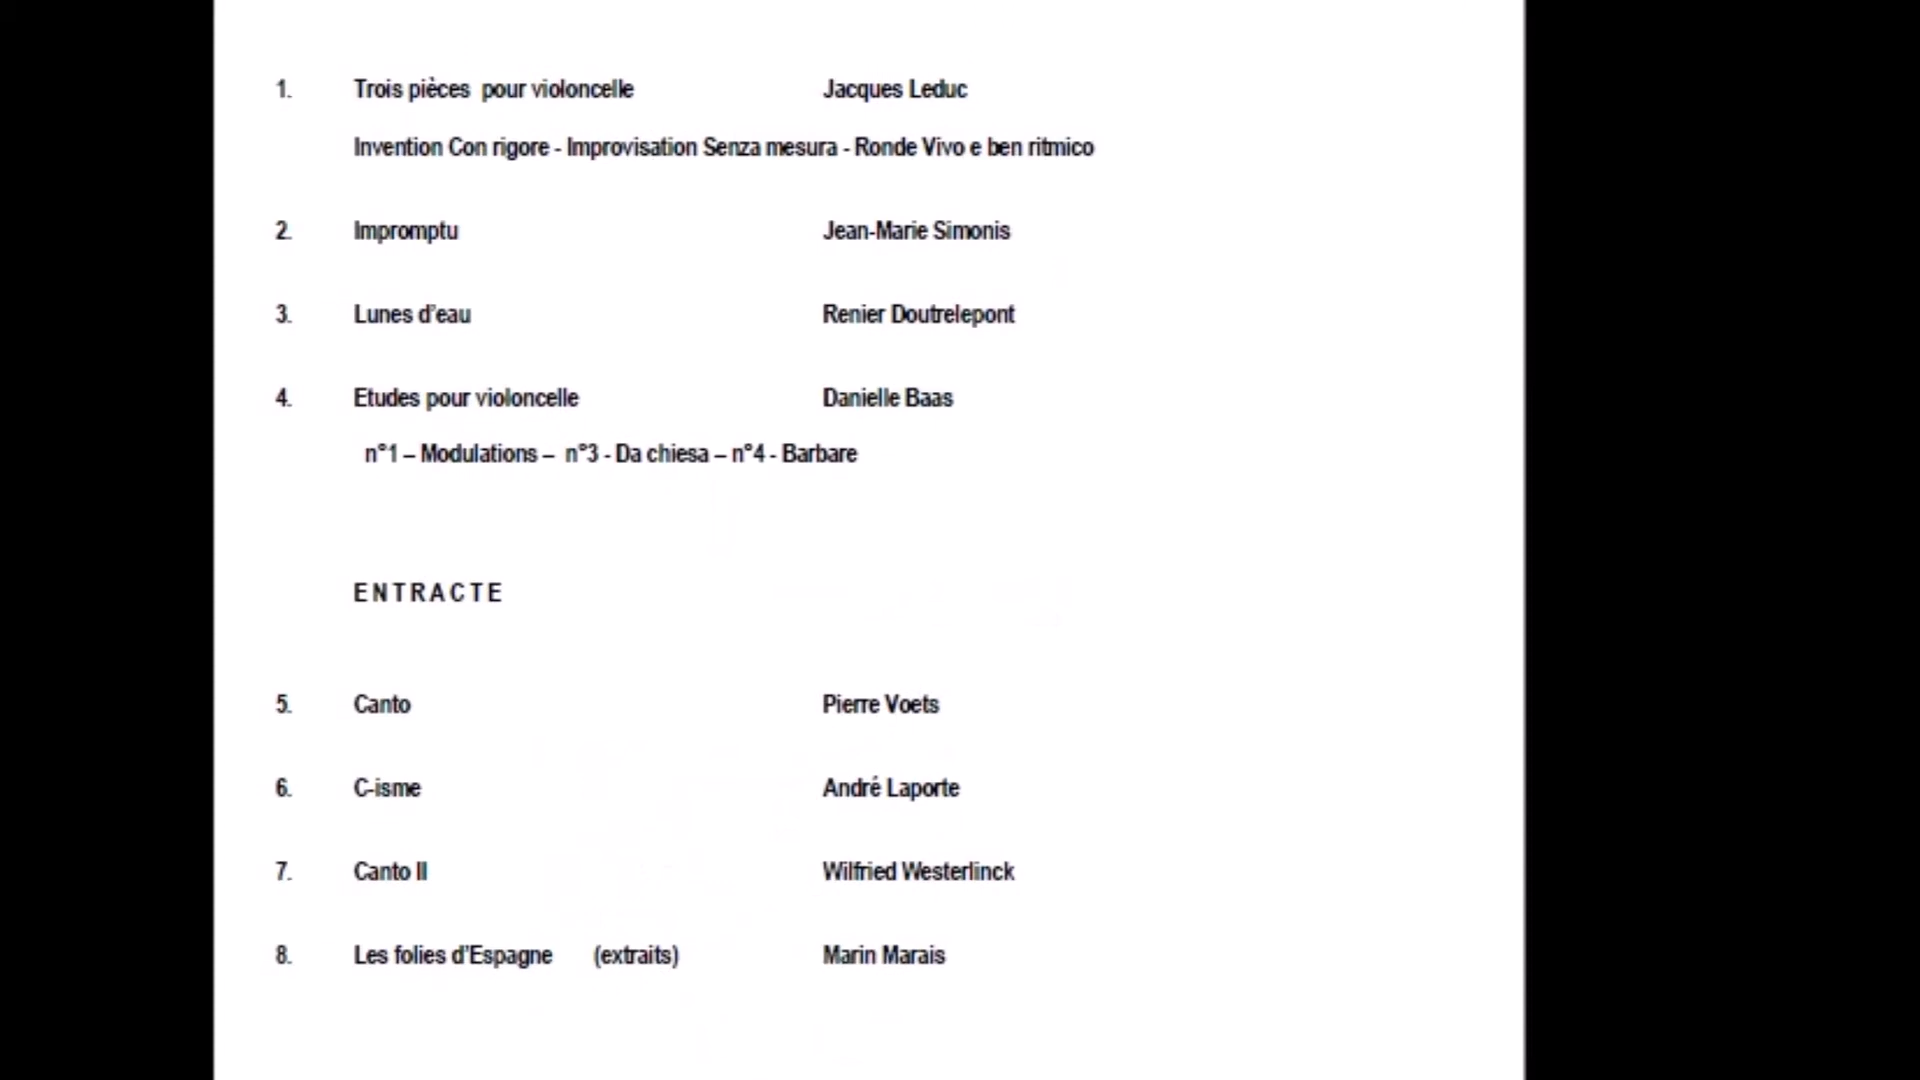 1. Trois pièces pour violoncelle Jacques Leduc
Invention Con rigore - Improvisation Senza mesura - Ronde Vivo e ben ritmico
2. Impromptu Jean-Marie Simonis
3. Lunes d'eau Renier Doutrelepont
4. Etudes pour violoncelle Danielle Baas
n°1 – Modulations – n°3 - Da chiesa – n°4 - Barbare
E N T R A C T E
5. Canto Pierre Voets
6. C-isme André Laporte
7. Canto II Wilfried Westerlinck
8. Les folies d'Espagne (extraits) Marin Marais